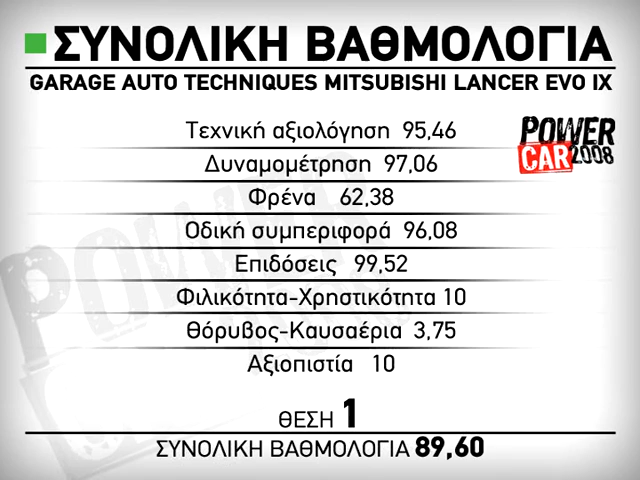 ΣΥΝΟΛΙΚΗ ΒΑΘΜΟΛΟΓΙΑ
GARAGE AUTO TECHNIQUES MITSUBISHI LANCER EVO IX
POWER
CAR 2008
Τεχνική αξιολόγηση 95,46
Δυναμομέτρηση 97,06
Φρένα 62,38
Οδική συμπεριφορά 96,08
Επιδόσεις 99,52
Φιλικότητα-Χρηστικότητα 10
Θόρυβος-Καυσαέρια 3,75
Αξιοπιστία 10
ΘΕΣΗ 1
ΣΥΝΟΛΙΚΗ ΒΑΘΜΟΛΟΓΙΑ 89,60